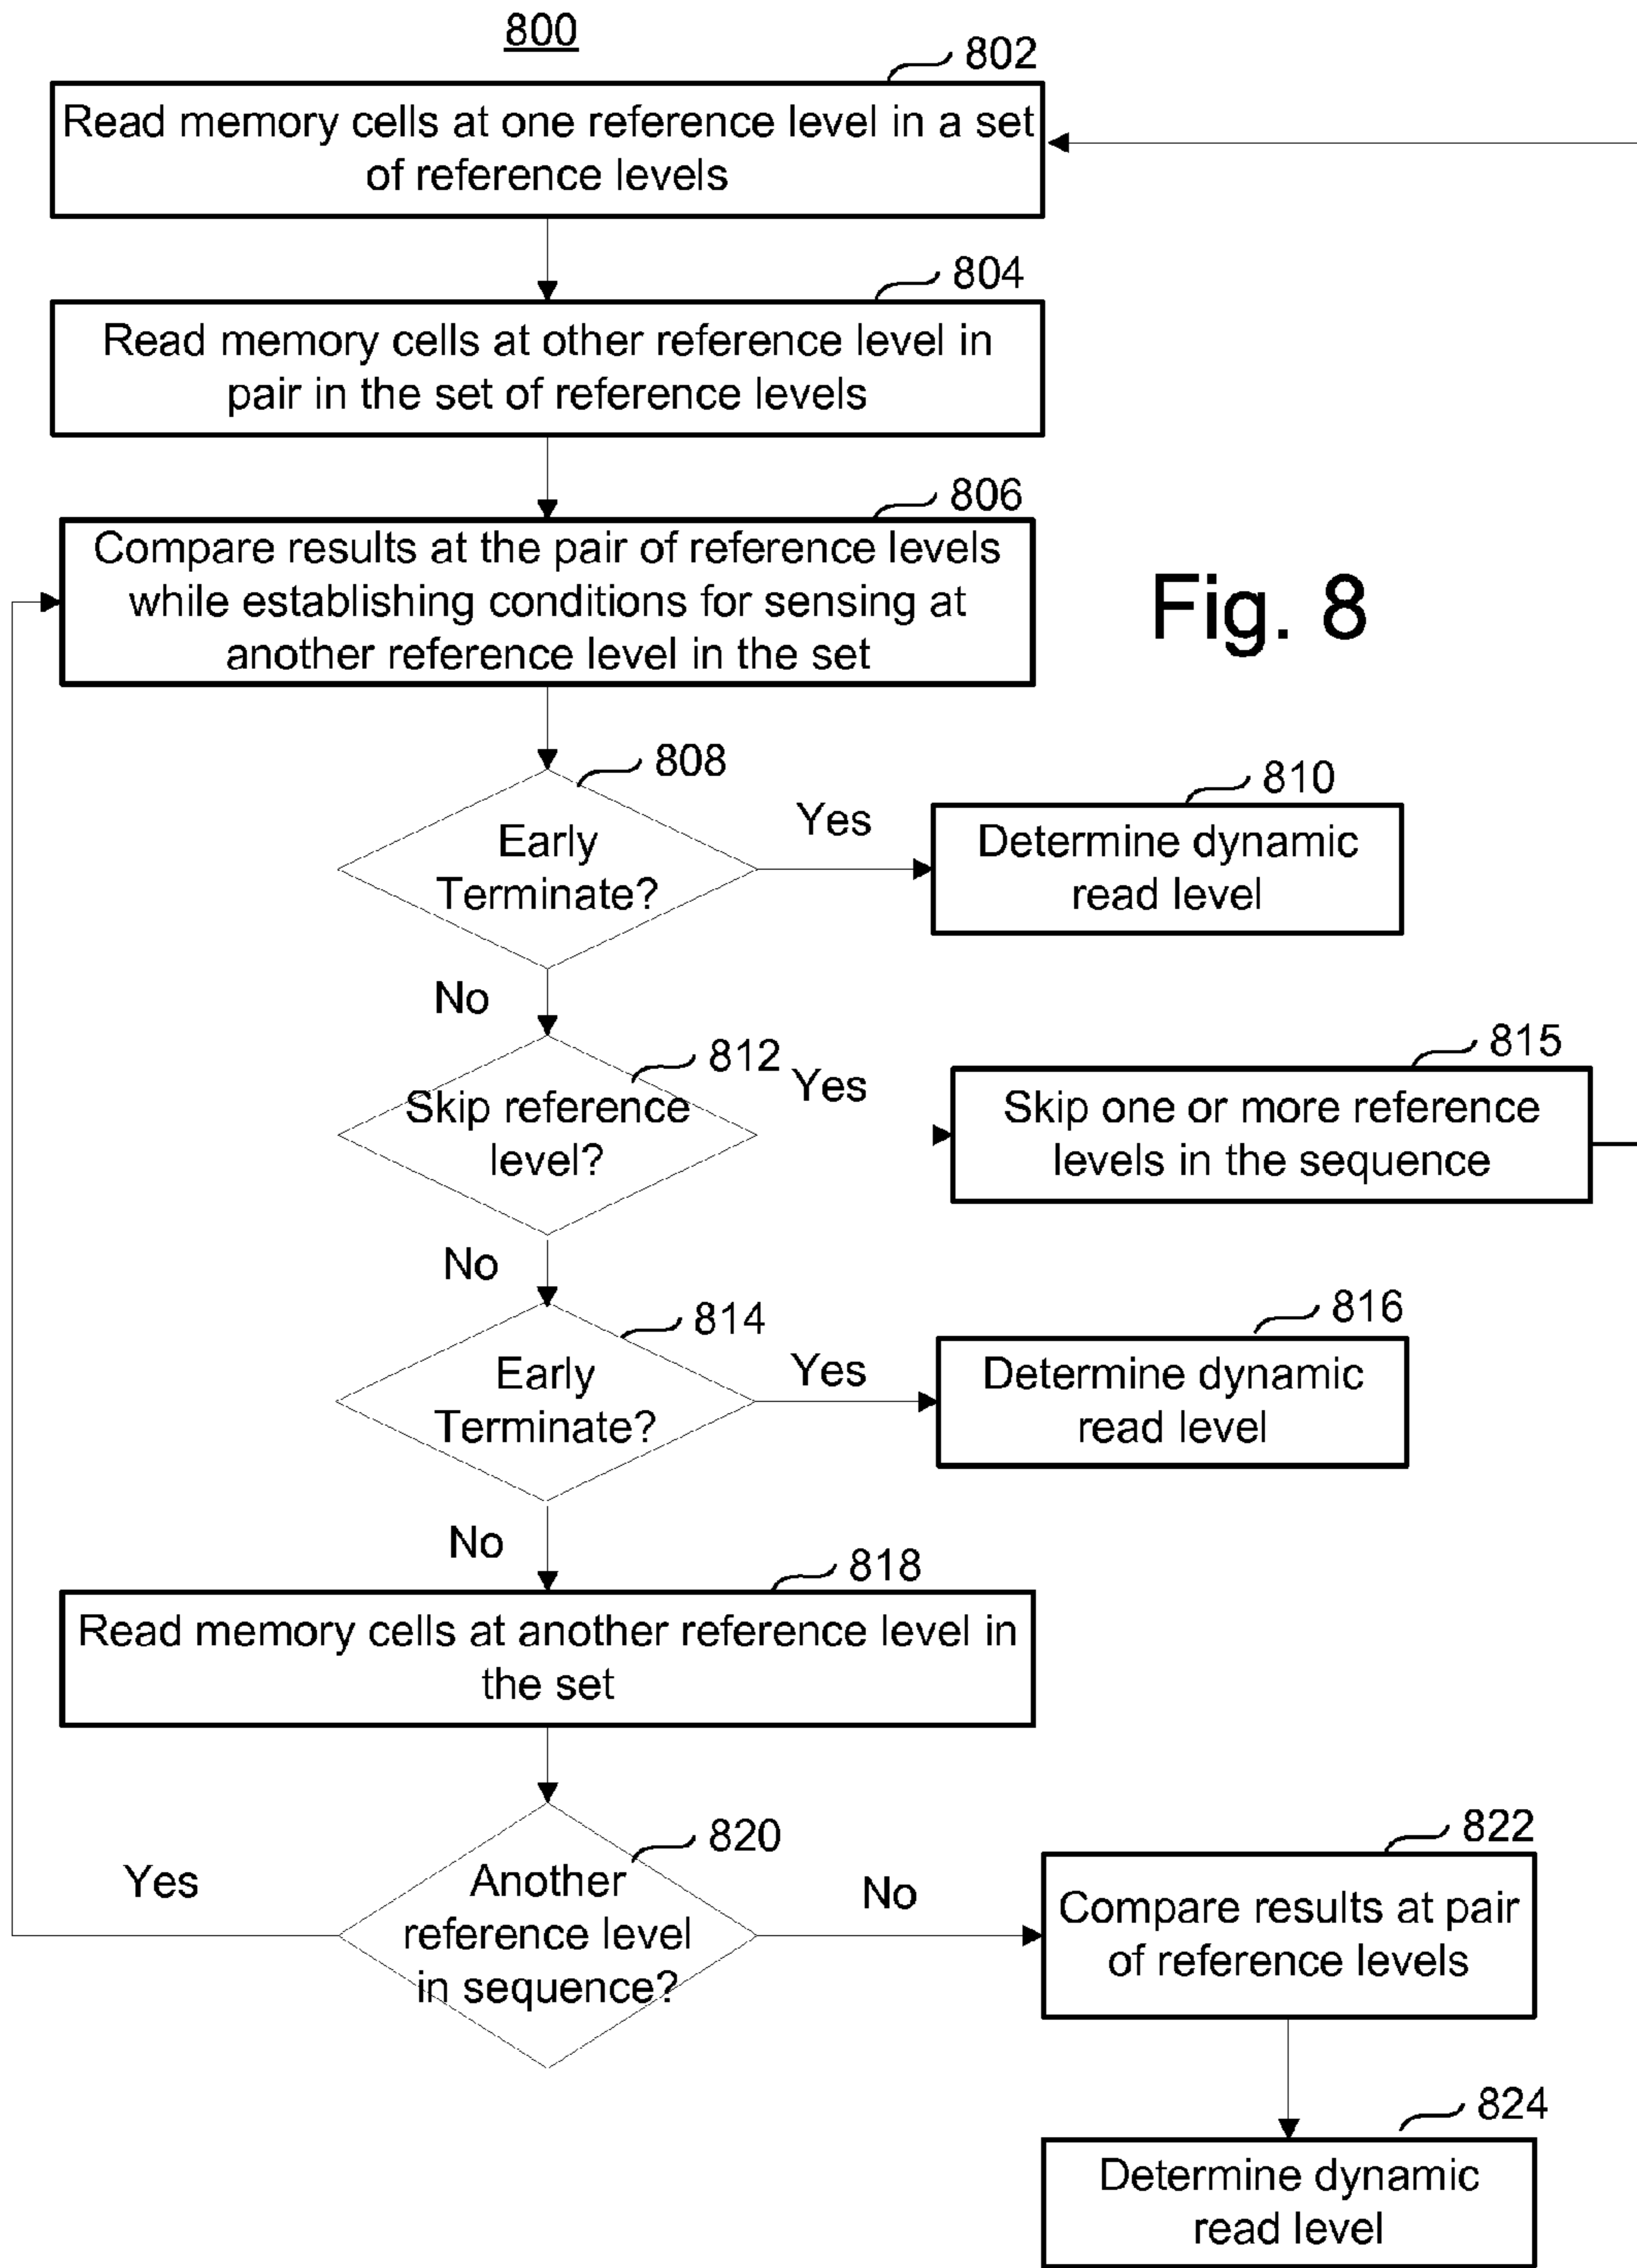 800
802
Read memory cells at one reference level in a set
of reference levels
804
Read memory cells at other reference level in
pair in the set of reference levels
806
Compare results at the pair of reference levels
while establishing conditions for sensing at
another reference level in the set
Fig. 8
808
Early
Terminate?
Yes
810
Determine dynamic
read level
No
812
Skip reference
level?
Yes
815
Skip one or more reference
levels in the sequence
No
814
Early
Terminate?
Yes
816
Determine dynamic
read level
No
818
Read memory cells at another reference level in
the set
820
Another
reference level
in sequence?
Yes
No
822
Compare results at pair
of reference levels
824
Determine dynamic
read level